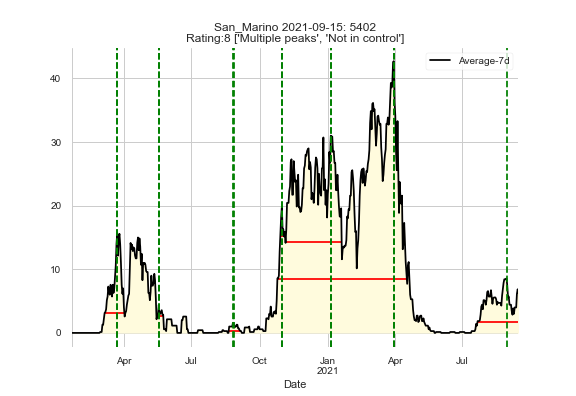 San_Marino 2021-09-15: 5402
Rating:8 ['Multiple peaks', 'Not in control']
Average-7d
40
30
20
10
0
Apr
Jul
Oct
Jan
2021
Apr
Jul
Date